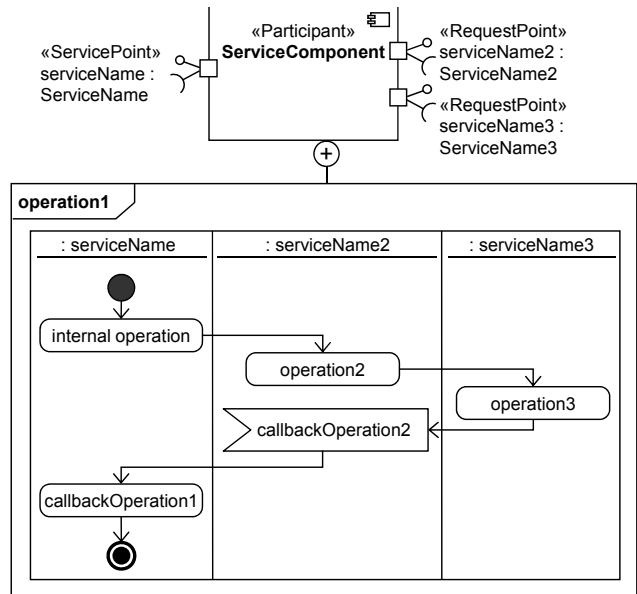 «ServicePoint»
serviceName :
ServiceName
«Participant»
ServiceComponent
«RequestPoint»
serviceName2 :
ServiceName2
«RequestPoint»
serviceName3 :
ServiceName3
+
operation1
: serviceName
: serviceName2
: serviceName3
internal operation
operation2
operation3
callbackOperation2
callbackOperation1